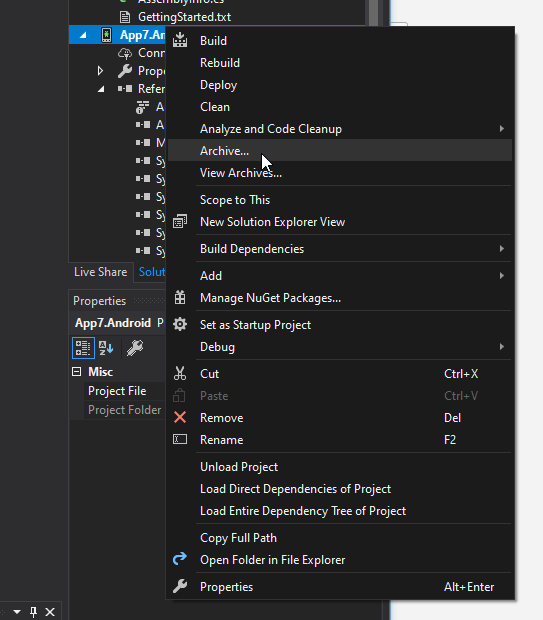 GettingStarted.txt
App7.An
Build
Rebuild
Conn
Deploy
Prope
Clean
Refer
A
Analyze and Code Cleanup
A
M
Archive...
Sy
View Archives...
Sy
Scope to This
Sy
Sy
New Solution Explorer View
Sy
Sy
Build Dependencies
Live Share
Solut
Add
Properties
Manage NuGet Packages...
App7.Android P
Set as Startup Project
A
Z
Debug
Misc
Cut Ctrl+X
Project File
Paste Ctrl+V
Project Folder
Remove Del
Rename F2
Unload Project
Load Direct Dependencies of Project
Load Entire Dependency Tree of Project
Copy Full Path
Open Folder in File Explorer
Properties Alt+Enter